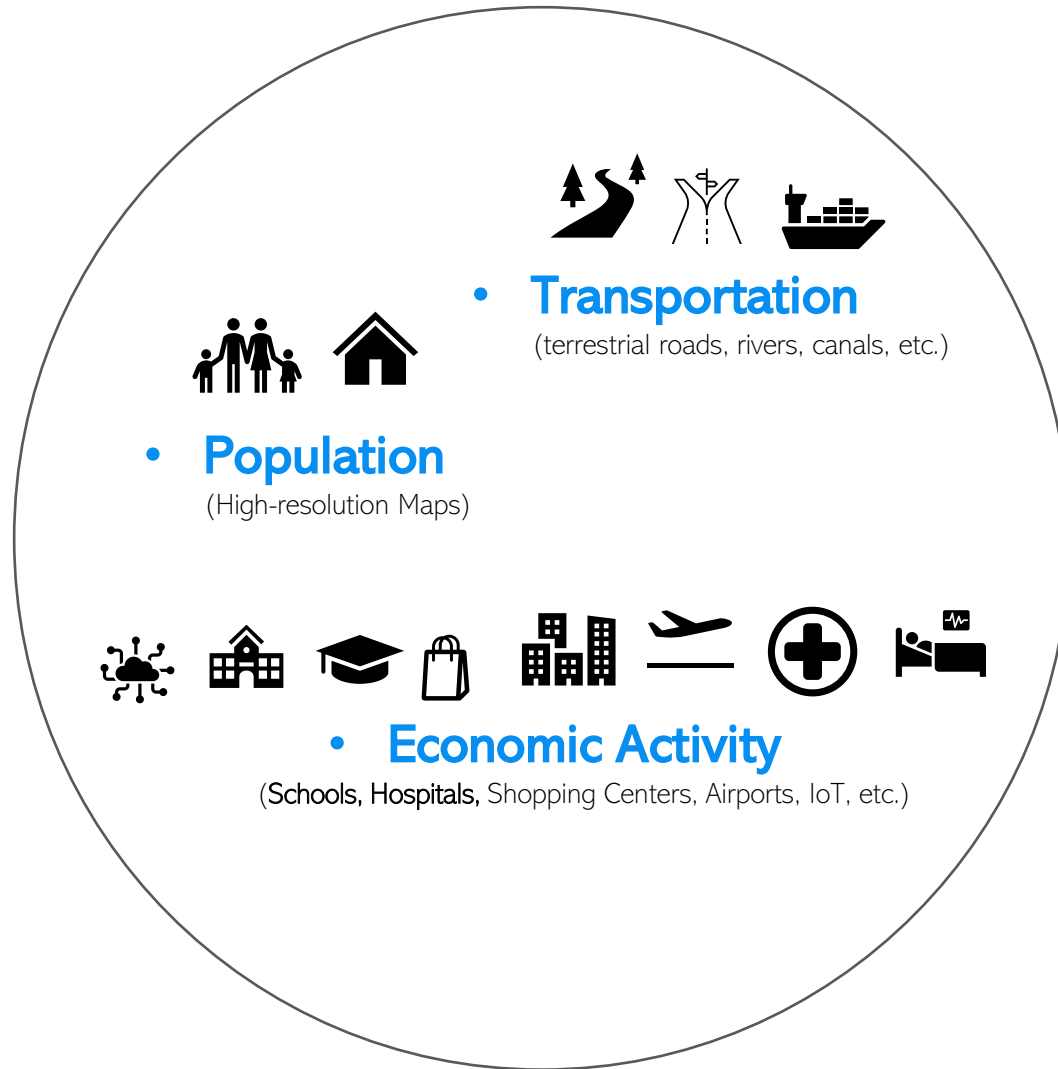 • Transportation
(terrestrial roads, rivers, canals, etc.)
• Population
(High-resolution Maps)
• Economic Activity
(Schools, Hospitals, Shopping Centers, Airports, IoT, etc.)